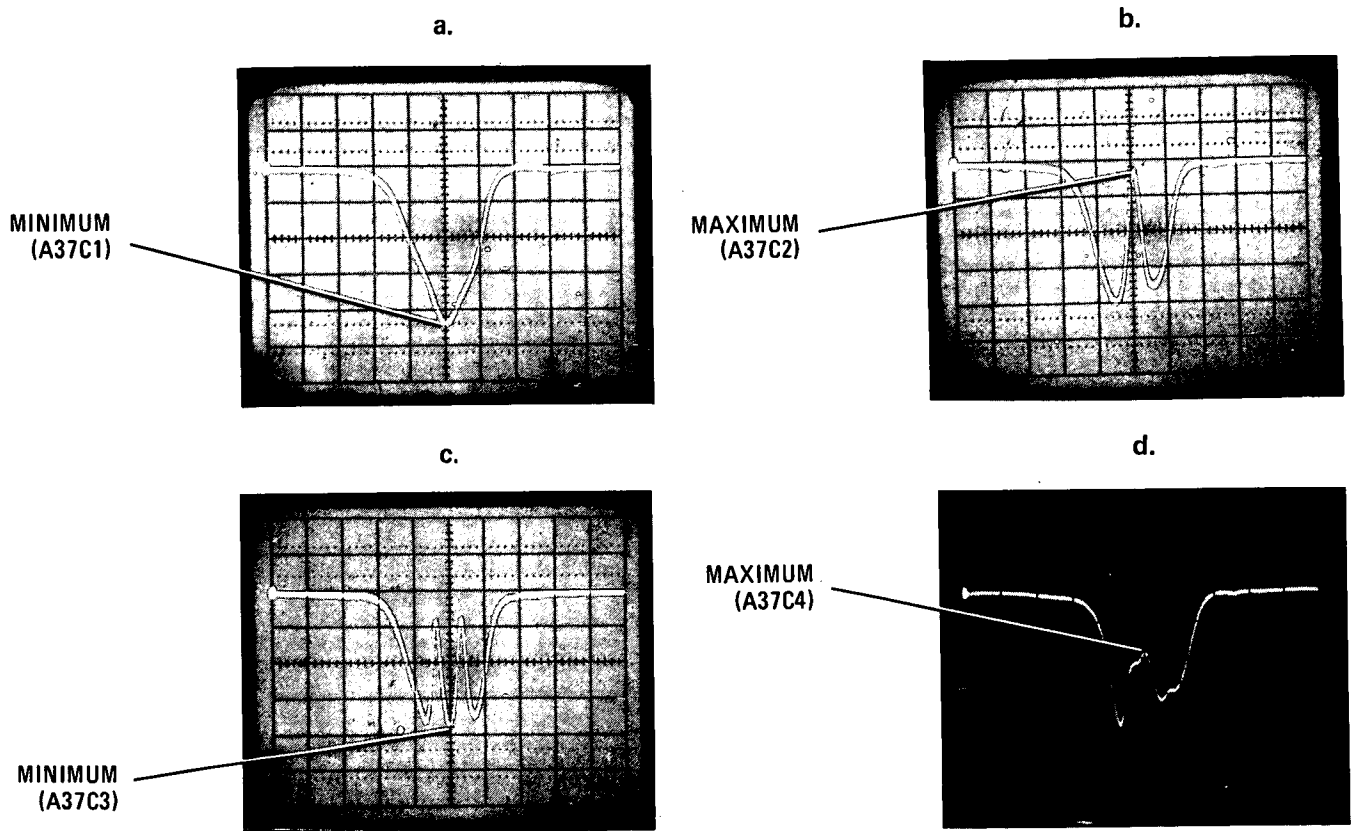 a.
MINIMUM
(A37C1)
b.
MAXIMUM
(A37C2)
c.
MINIMUM
(A37C3)
d.
MAXIMUM
(A37C4)